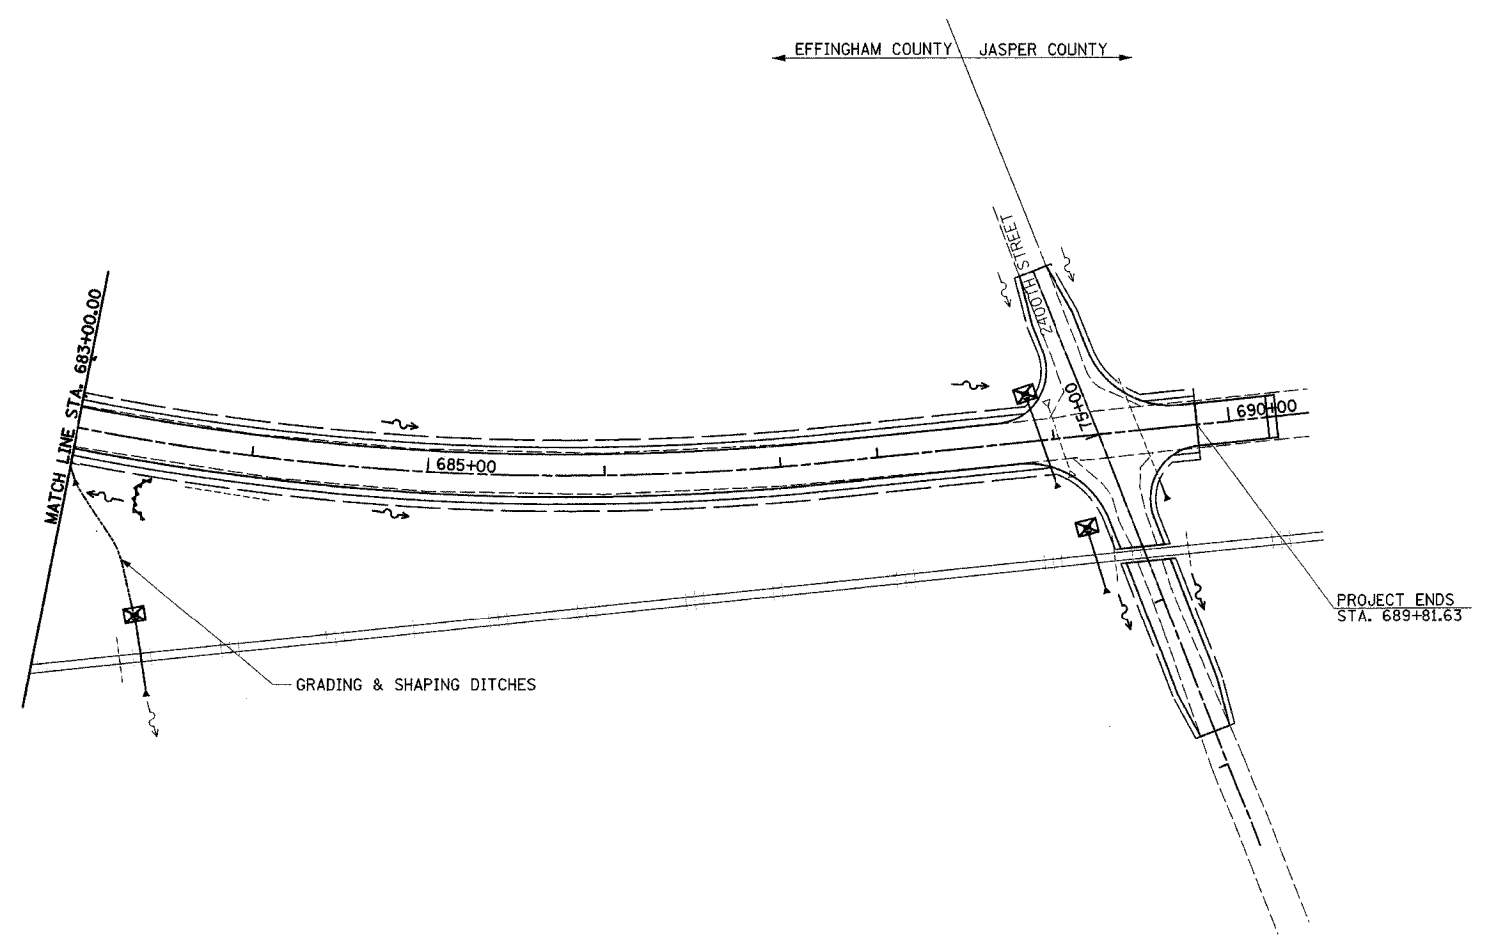 EFFINGHAM COUNTY
JASPER COUNTY
2400TH STREET
MATCH LINE STA. 683+00.00
75+00
690+00
685+00
PROJECT ENDS
STA. 689+81.63
GRADING & SHAPING DITCHES